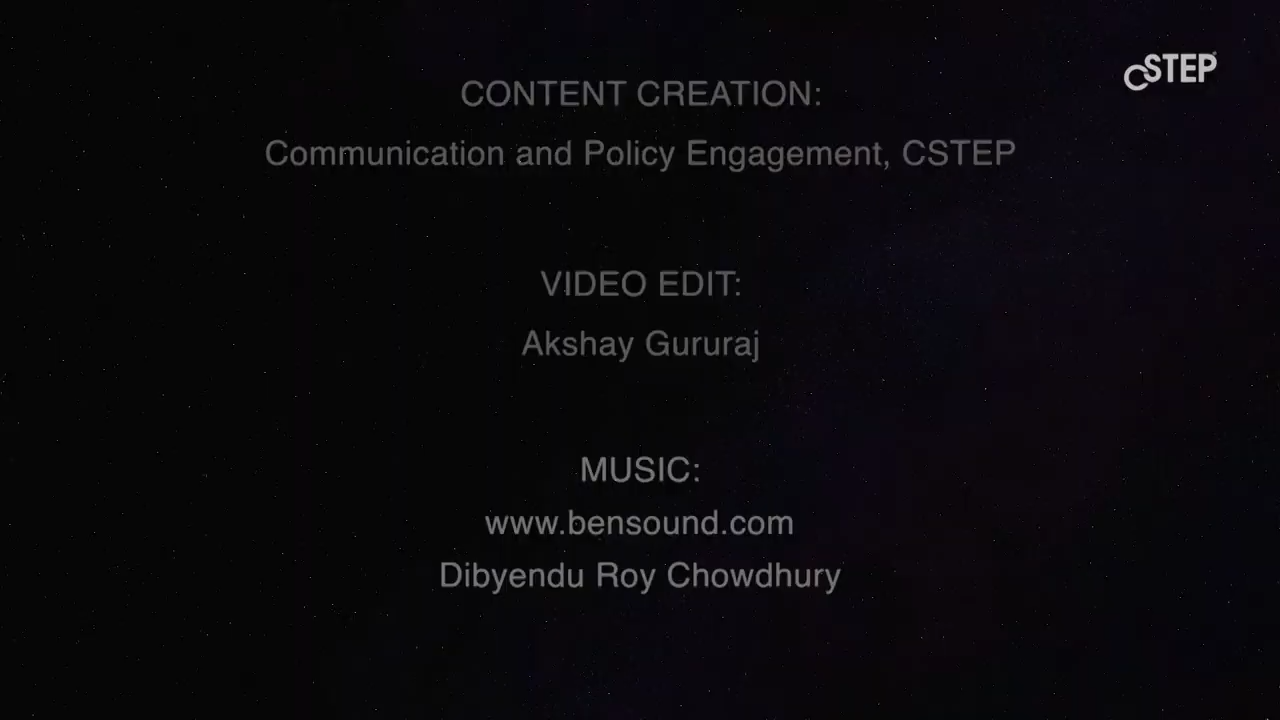 CSTEP
CONTENT CREATION:
Communication and Policy Engagement, CSTEP
VIDEO EDIT:
Akshay Gururaj
MUSIC:
www.bensound.com
Dibyendu Roy Chowdhury